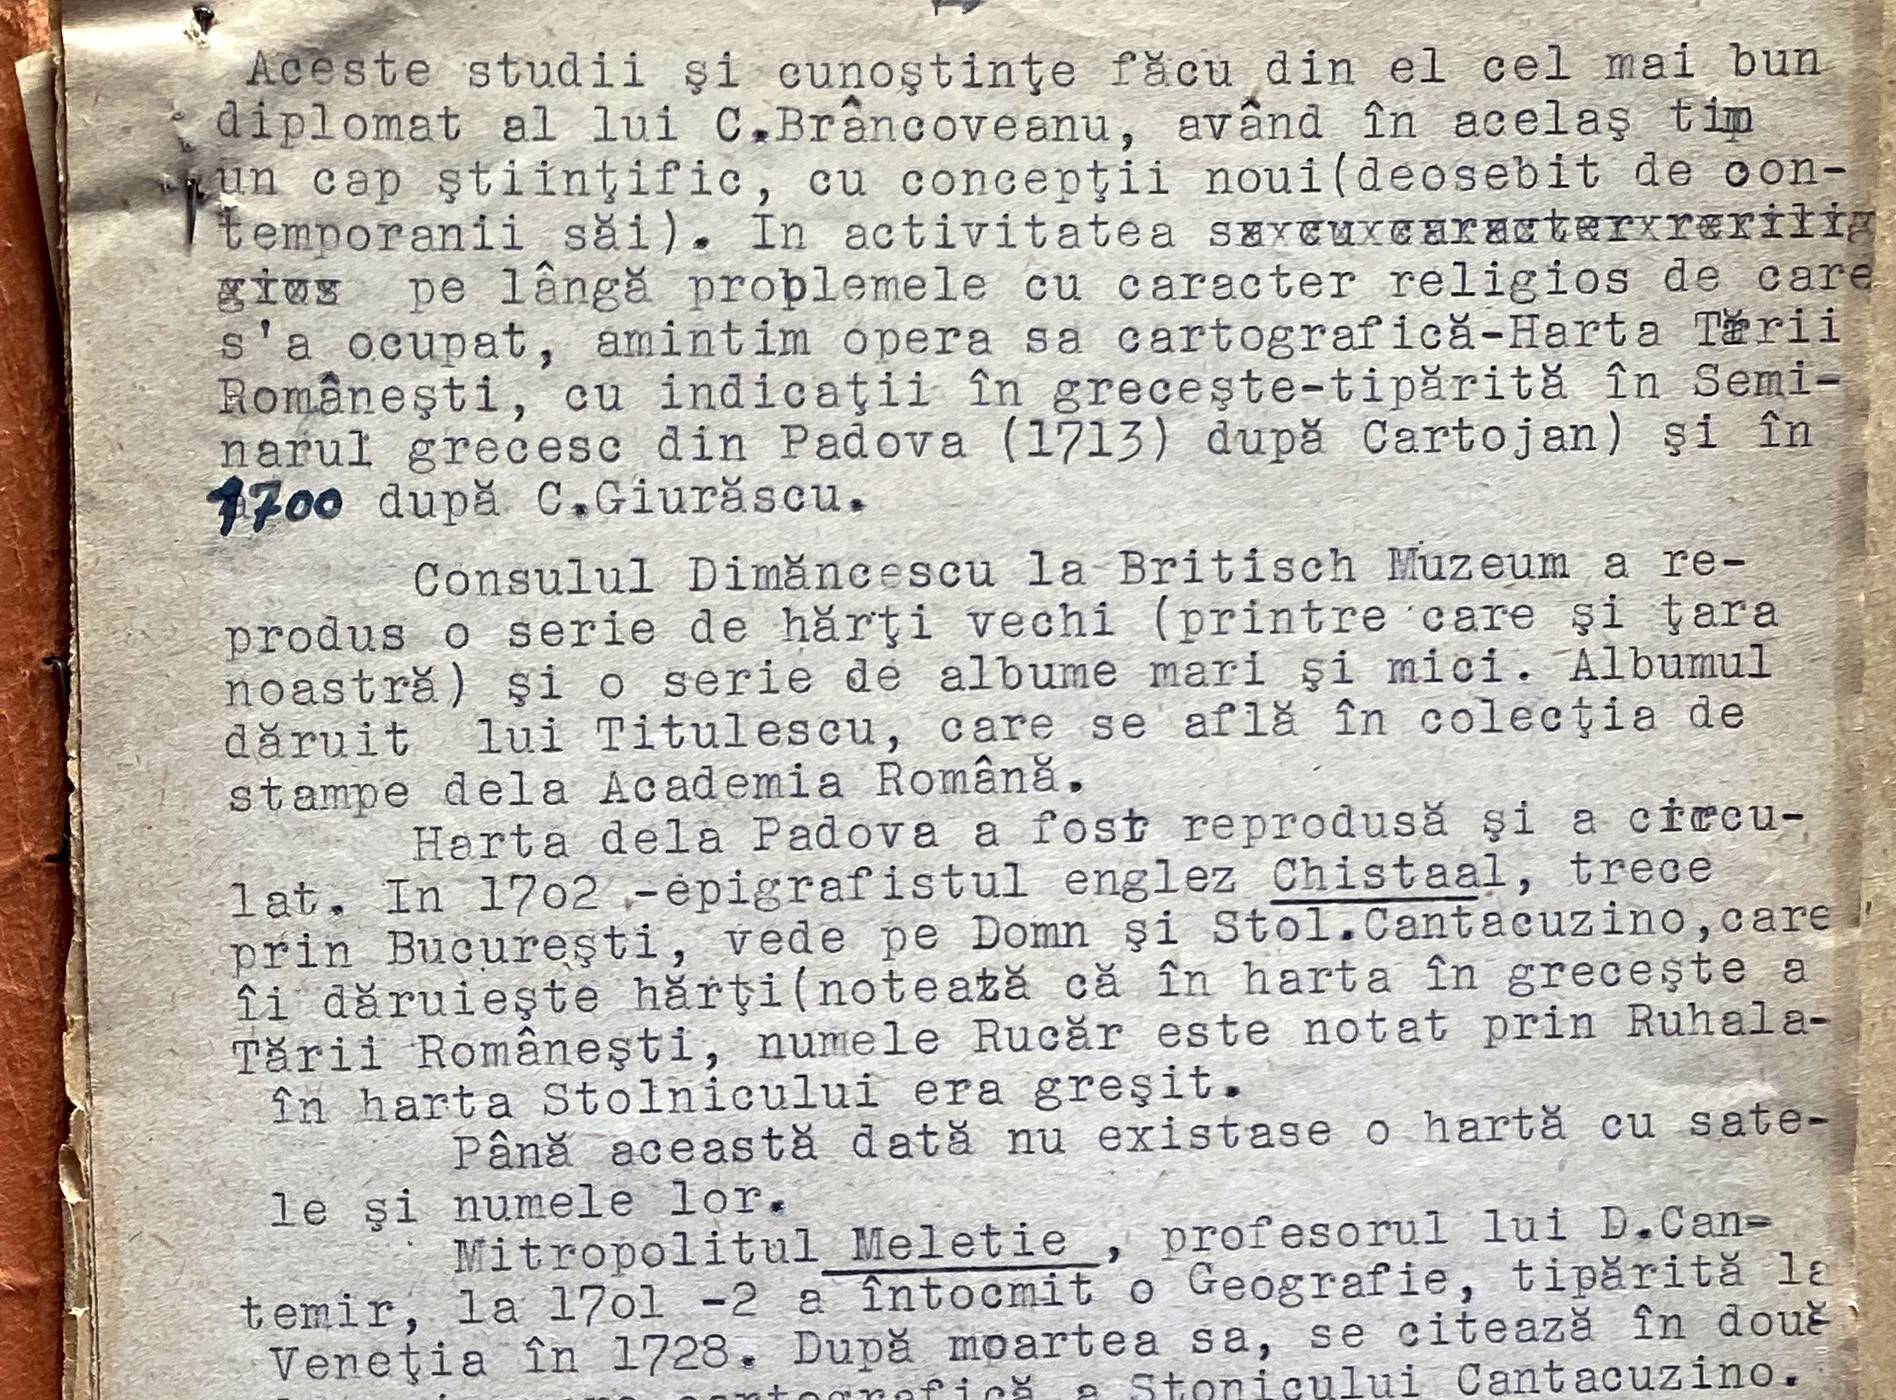 Aceste studii şi cunoştinţe făcu din el cel mai bun
diplomat al lui C.Brâncoveanu, având în acelaş timp
un cap ştiinţific, cu concepţii noui(deosebit de con-
temporanii săi). In activitatea
pe lângă problemele cu caracter religios de care
s'a ocupat, amintim opera sa cartografică-Harta Tării
Româneşti, cu indicaţii în greceşte-tipărită în Semi-
narul grecesc din Padova (1713) după Cartojan) şi în
1700 după C.Giurăscu.
Consulul Dimăncescu la Britisch Muzeum a re-
produs o serie de hărţi vechi (printre care şi ţara
noastră) şi o serie de albume mari şi mici. Albumul
dăruit lui Titulescu, care se află în colecţia de
stampe dela Academia Română.
Harta dela Padova a fost reprodusă şi a circu-
lat. In 17o2 -epigrafistul englez Chistaal, trece
prin Bucureşti, vede pe Domn şi Stol.Cantacuzino,care
îi dăruieşte hărţi(notează că în harta în greceşte a
Tării Româneşti, numele Rucăr este notat prin Ruhala-
în harta Stolnicului era greşit.
Până această dată nu existase o hartă cu sate-
le şi numele lor.
Mitropolitul Meletie , profesorul lui D.Can-
temir, la 17o1 -2 a întocmit o Geografie, tipărită la
Veneţia în 1728. După moartea sa, se citează în două
cartografică a Stonicului Cantacuzino.